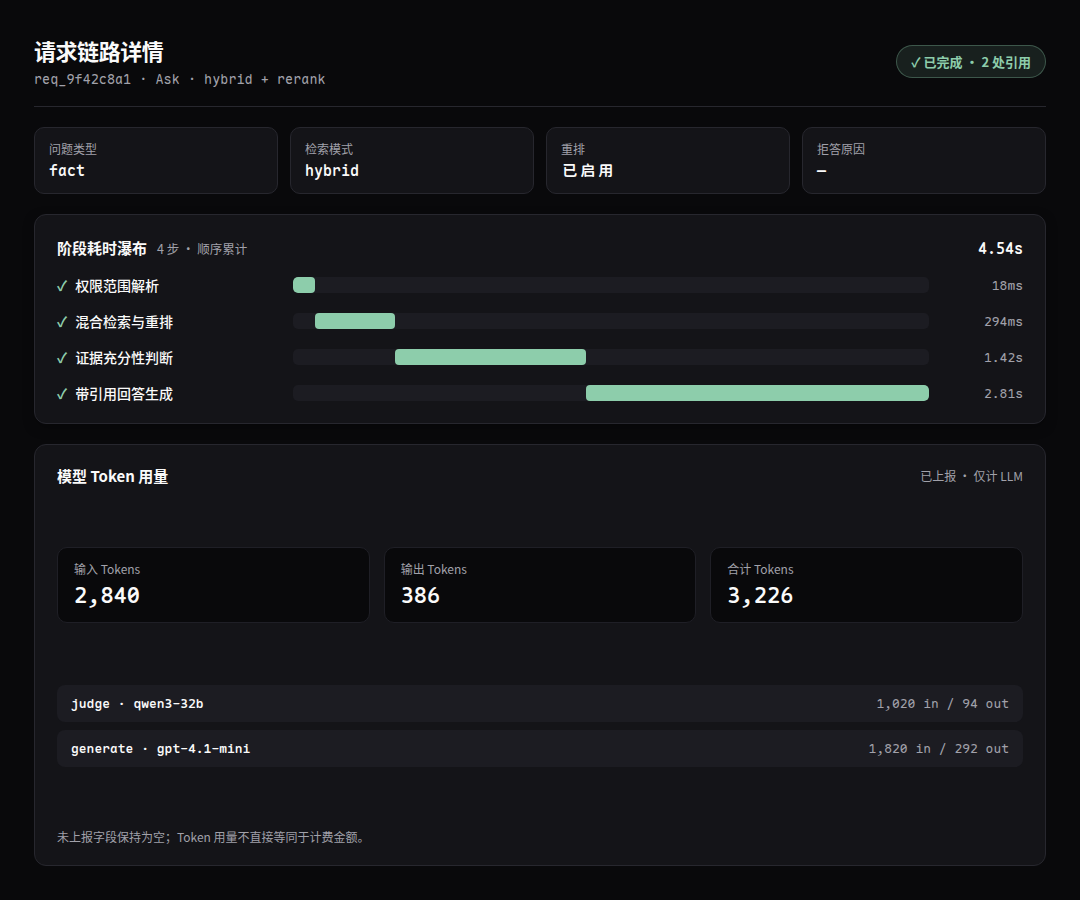 请求链路详情
req_9f42c8a1 · Ask · hybrid + rerank
✓ 已完成 · 2 处引用
问题类型
fact
检索模式
hybrid
重排
已启用
拒答原因
—
阶段耗时瀑布 4 步 · 顺序累计 4.54s
✓ 权限范围解析 18ms
✓ 混合检索与重排 294ms
✓ 证据充分性判断 1.42s
✓ 带引用回答生成 2.81s
模型 Token 用量 已上报 · 仅计 LLM
输入 Tokens
2,840
输出 Tokens
386
合计 Tokens
3,226
judge · qwen3-32b 1,020 in / 94 out
generate · gpt-4.1-mini 1,820 in / 292 out
未上报字段保持为空；Token 用量不直接等同于计费金额。